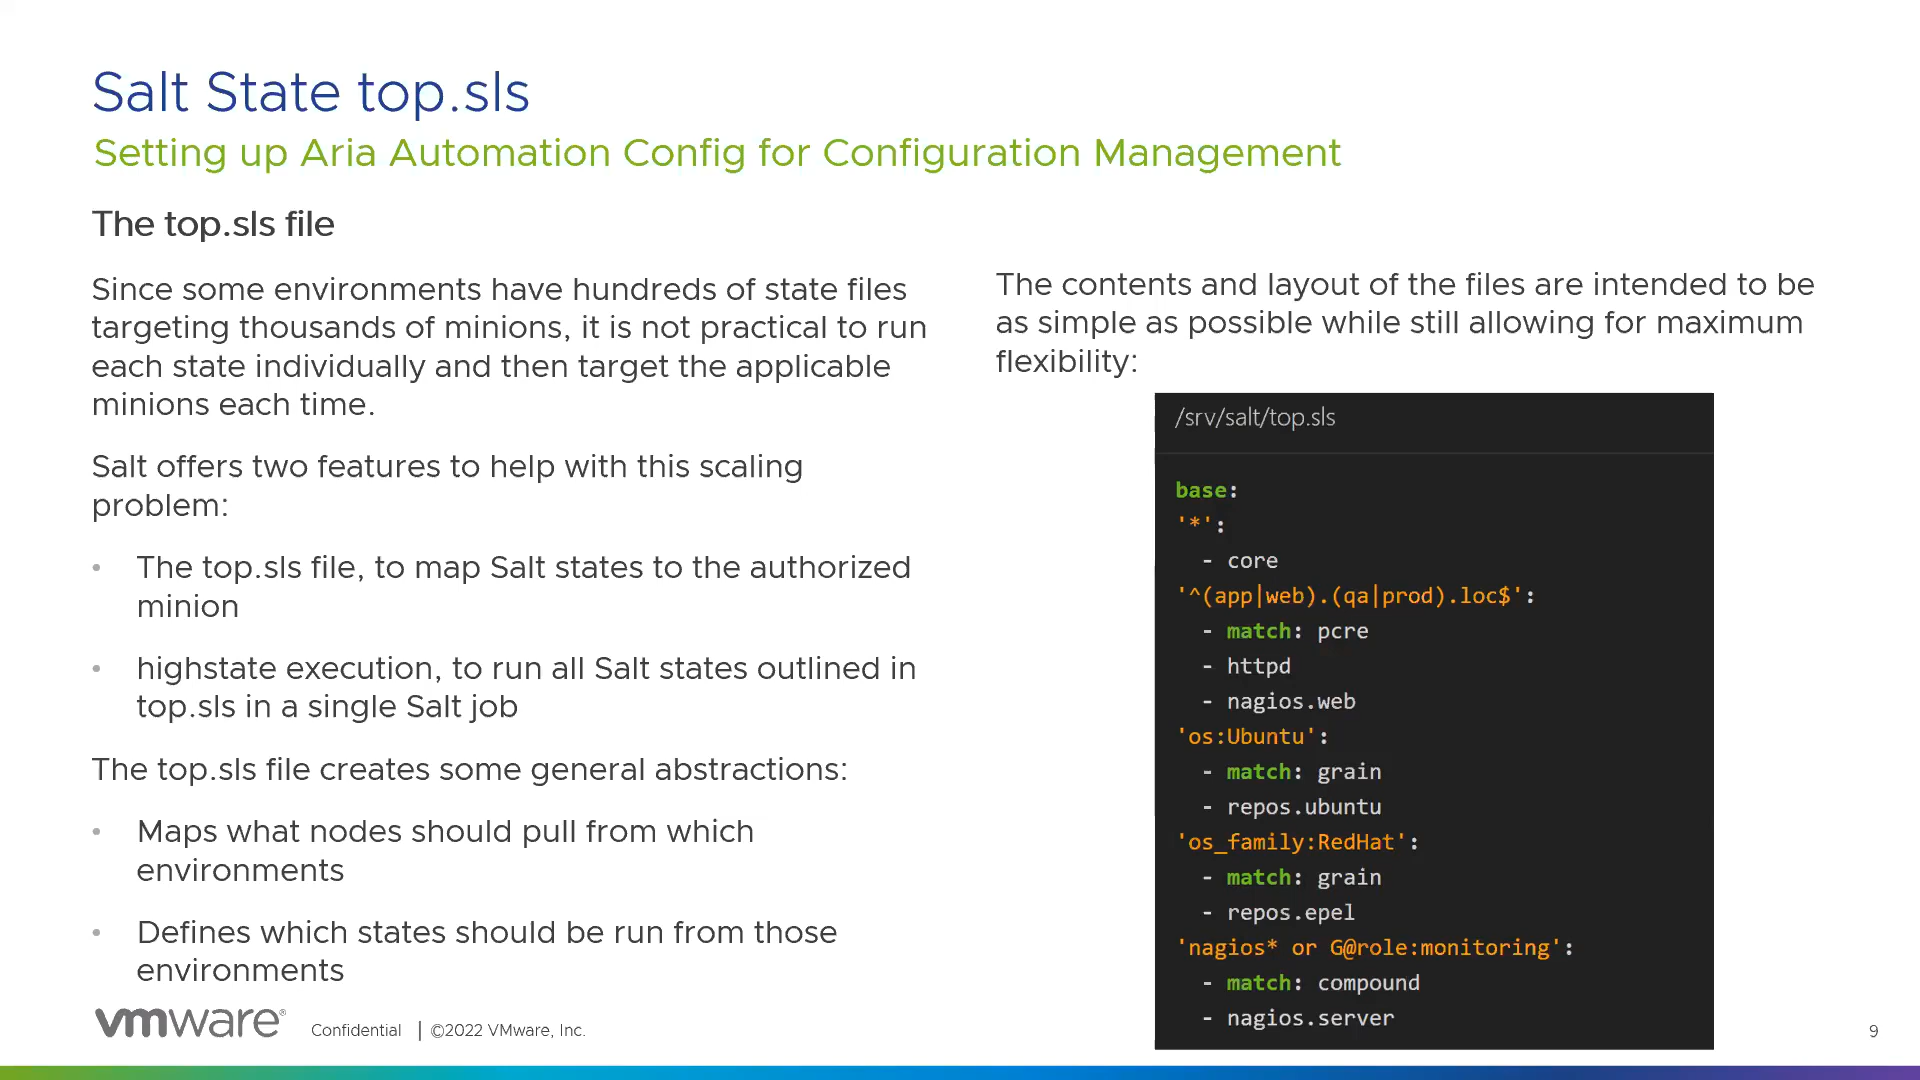 Salt State top.sls
Setting up Aria Automation Config for Configuration Management
The top.sls file
Since some environments have hundreds of state files
targeting thousands of minions, it is not practical to run
each state individually and then target the applicable
minions each time.
Salt offers two features to help with this scaling
problem:
• The top.sls file, to map Salt states to the authorized
minion
• highstate execution, to run all Salt states outlined in
top.sls in a single Salt job
The top.sls file creates some general abstractions:
• Maps what nodes should pull from which
environments
• Defines which states should be run from those
environments
The contents and layout of the files are intended to be
as simple as possible while still allowing for maximum
flexibility:
/srv/salt/top.sls
base:
'*':
  - core
'^(app|web).(qa|prod).loc$':
  - match: pcre
  - httpd
  - nagios.web
'os:Ubuntu':
  - match: grain
  - repos.ubuntu
'os_family:RedHat':
  - match: grain
  - repos.epel
'nagios* or G@role:monitoring':
  - match: compound
  - nagios.server
vmware®
Confidential | ©2022 VMware, Inc.
9